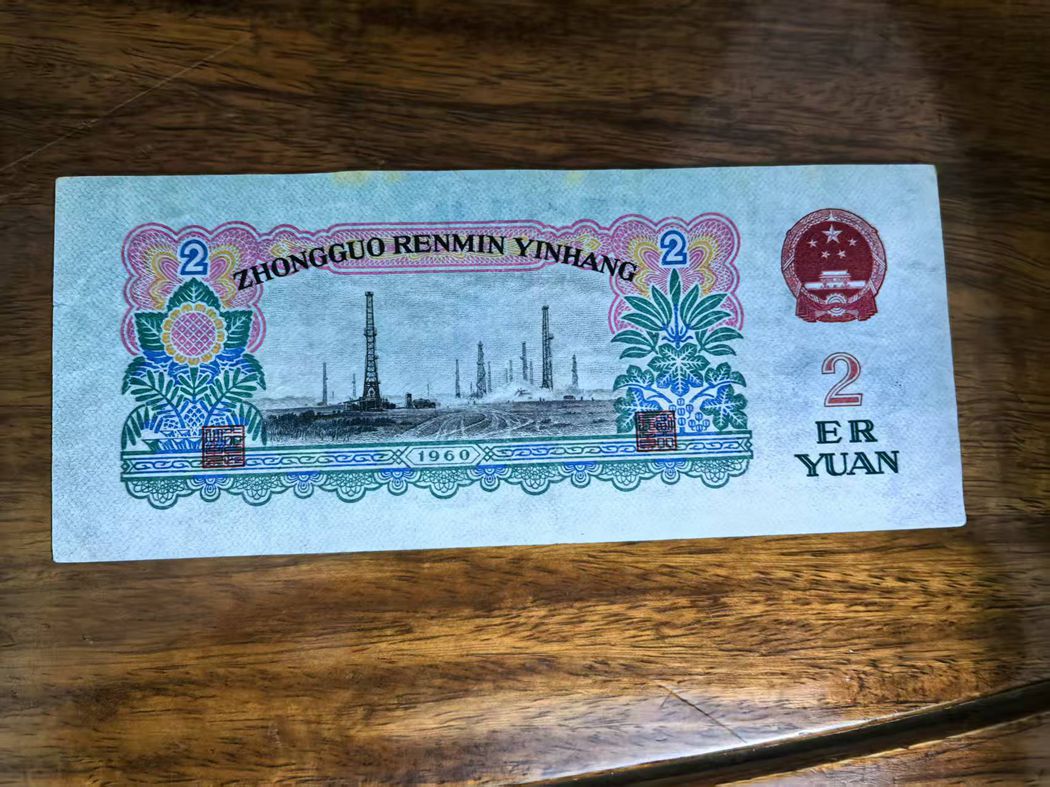 2
ZHONGGUO RENMIN YINHANG
2
1960
2
ER
YUAN